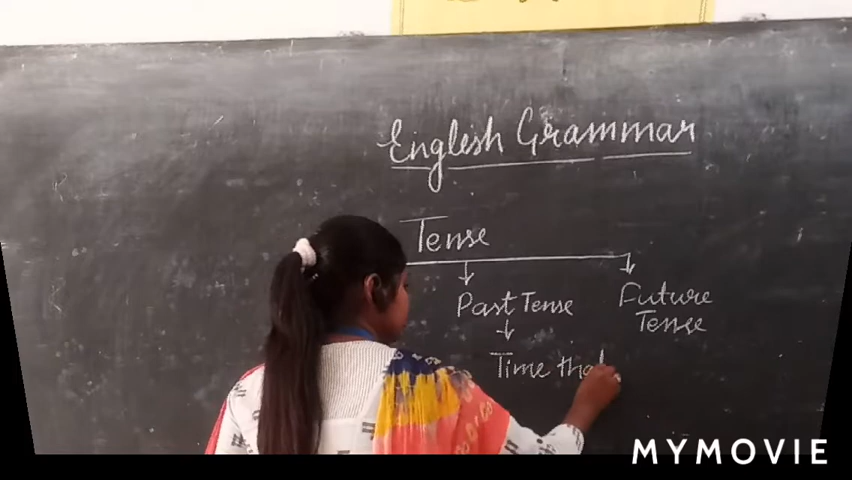 English Grammar
Tense
Past Tense
Future
Tense
Time that
MYMOVIE